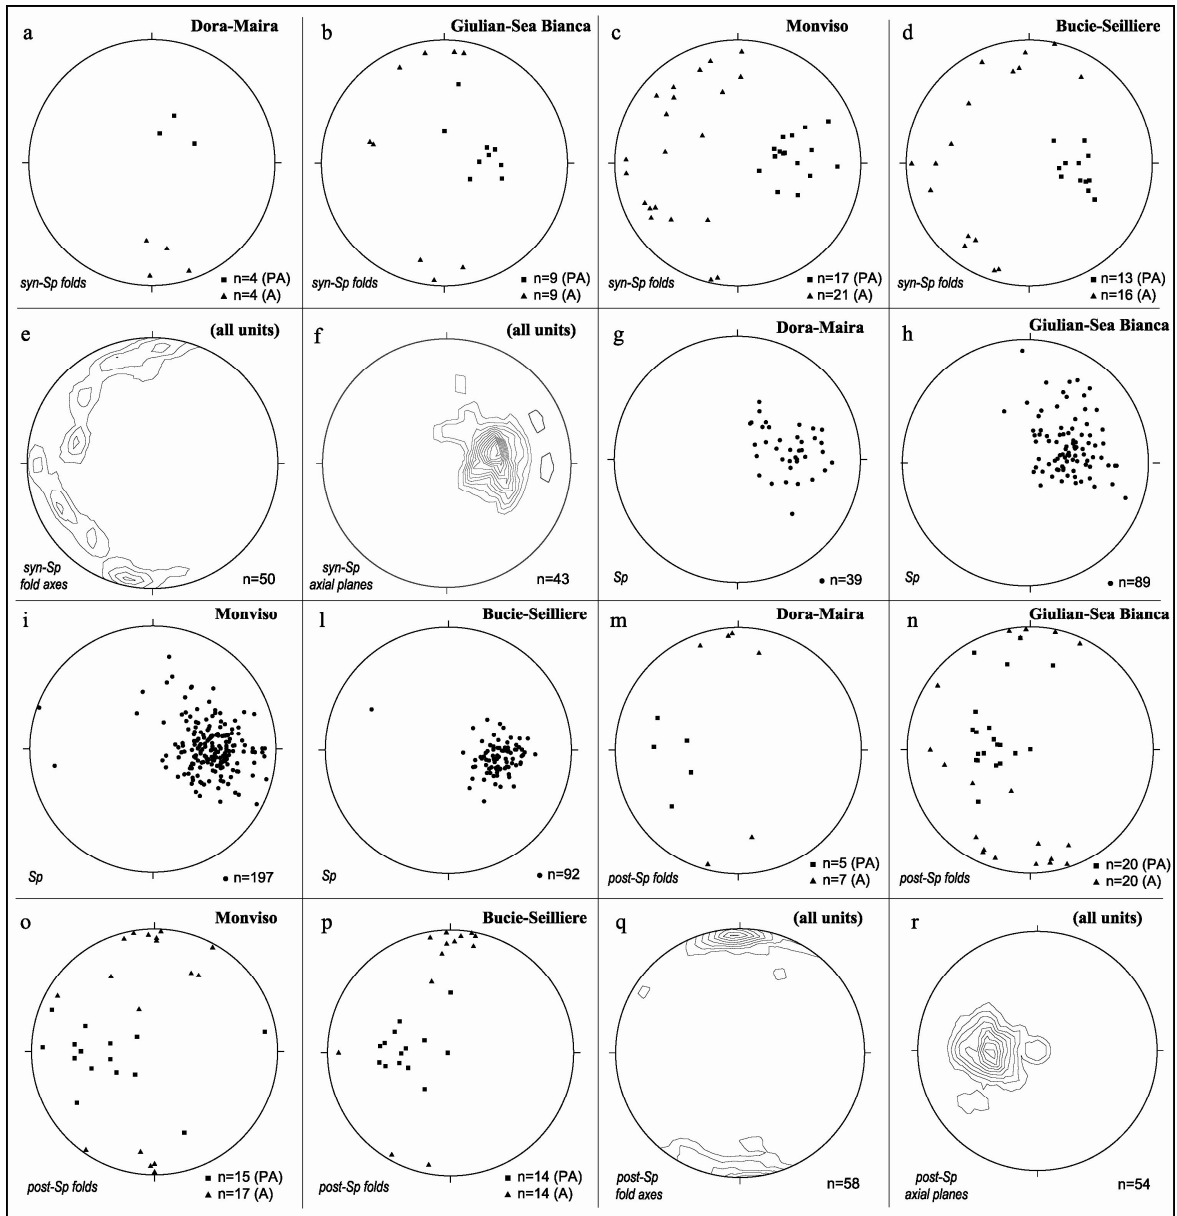 a
Dora-Maira
syn-Sp folds
n=4 (PA)
n=4 (A)
b
Giulian-Sea Bianca
syn-Sp folds
n=9 (PA)
n=9 (A)
c
Monviso
syn-Sp folds
n=17 (PA)
n=21 (A)
d
Bucie-Seilliere
syn-Sp folds
n=13 (PA)
n=16 (A)
e
(all units)
syn-Sp
fold axes
n=50
f
(all units)
syn-Sp
axial planes
n=43
g
Dora-Maira
Sp
n=39
h
Giulian-Sea Bianca
Sp
n=89
i
Monviso
Sp
n=197
l
Bucie-Seilliere
Sp
n=92
m
Dora-Maira
post-Sp folds
n=5 (PA)
n=7 (A)
n
Giulian-Sea Bianca
post-Sp folds
n=20 (PA)
n=20 (A)
o
Monviso
post-Sp folds
n=15 (PA)
n=17 (A)
p
Bucie-Seilliere
post-Sp folds
n=14 (PA)
n=14 (A)
q
(all units)
post-Sp
fold axes
n=58
r
(all units)
post-Sp
axial planes
n=54